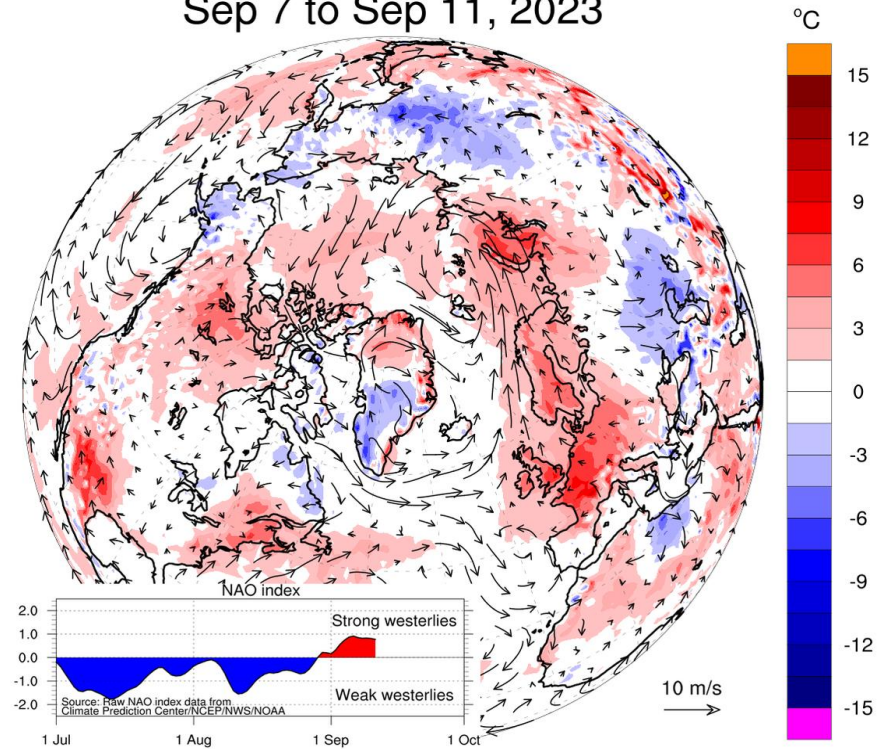 Sep 7 to Sep 11, 2023
°C
15
12
9
6
3
0
-3
-6
-9
-12
-15
NAO index
2.0
1.0
0.0
-1.0
-2.0
Strong westerlies
Weak westerlies
Source: Raw NAO index data from
Climate Prediction Center/NCEP/NWS/NOAA
1 Jul
1 Aug
1 Sep
1 Oct
10 m/s